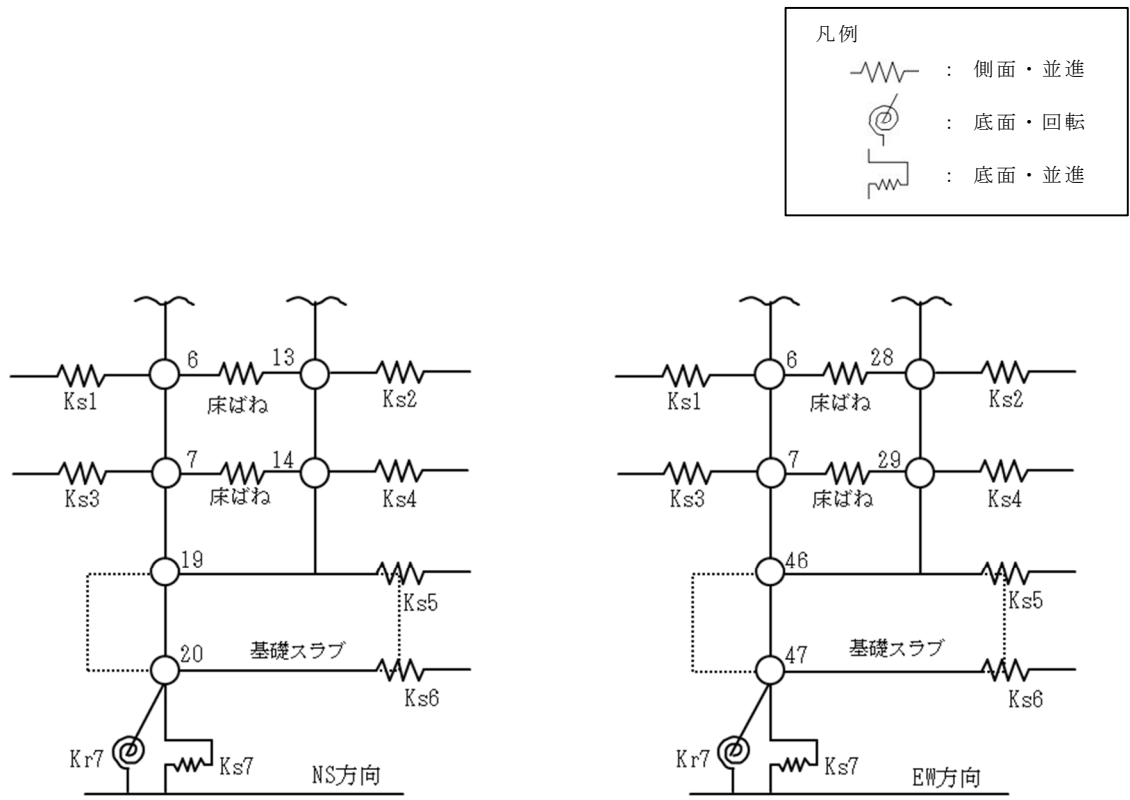 凡例
: 側面・並進
: 底面・回転
: 底面・並進
6 13
Ks1 床ばね Ks2
7 14
Ks3 床ばね Ks4
19
Ks5
20 基礎スラブ
Ks6
Kr7 Ks7
NS方向
6 28
Ks1 床ばね Ks2
7 29
Ks3 床ばね Ks4
46
Ks5
47 基礎スラブ
Ks6
Kr7 Ks7
EW方向